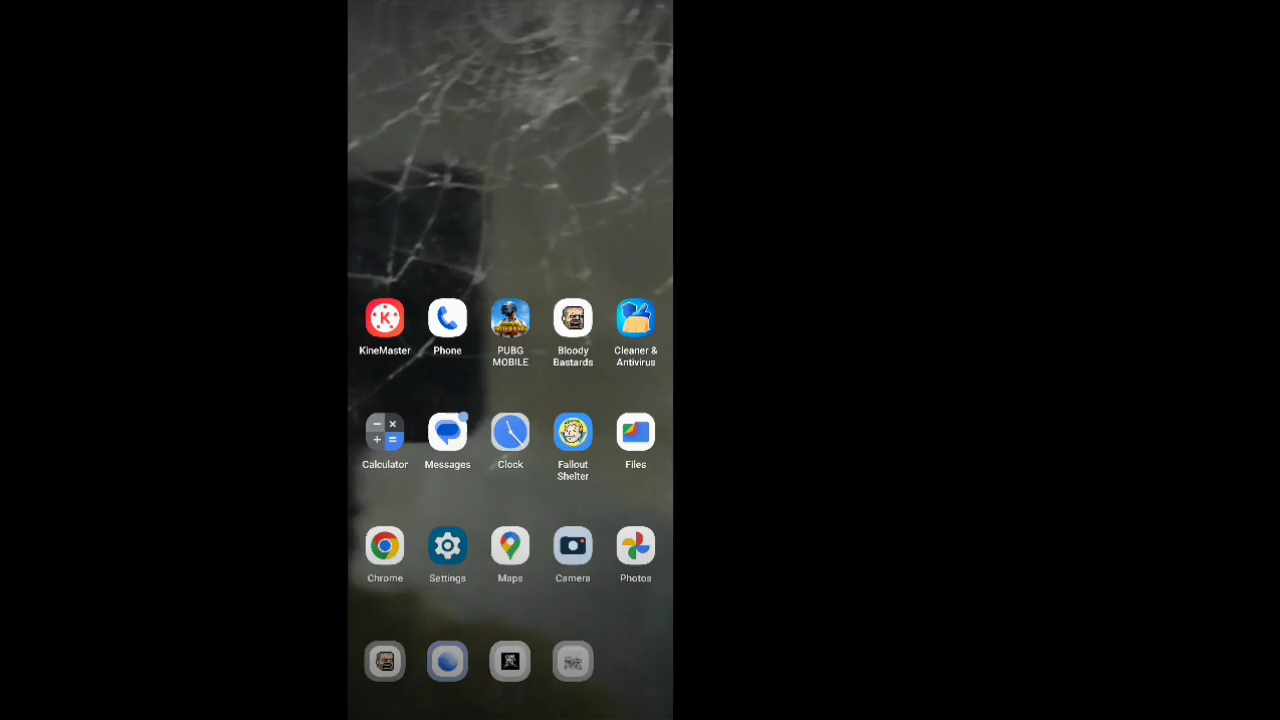 KineMaster
Phone
PUBG
MOBILE
Bloody
Bastards
Cleaner &
Antivirus
Calculator
Messages
Clock
Fallout
Shelter
Files
Chrome
Settings
Maps
Camera
Photos